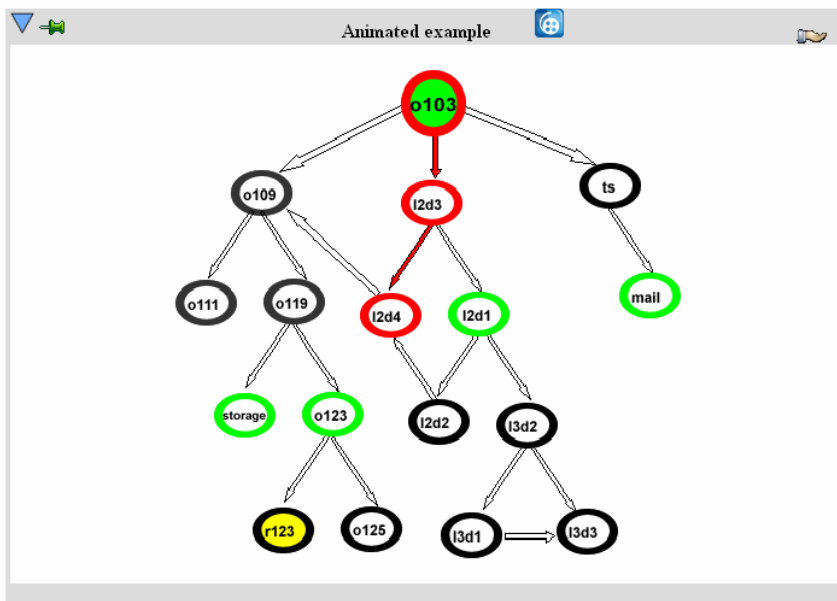 Animated example
o103
o109
l2d3
ts
o111
o119
l2d4
l2d1
mail
storage
o123
l2d2
l3d2
r123
o125
l3d1
l3d3